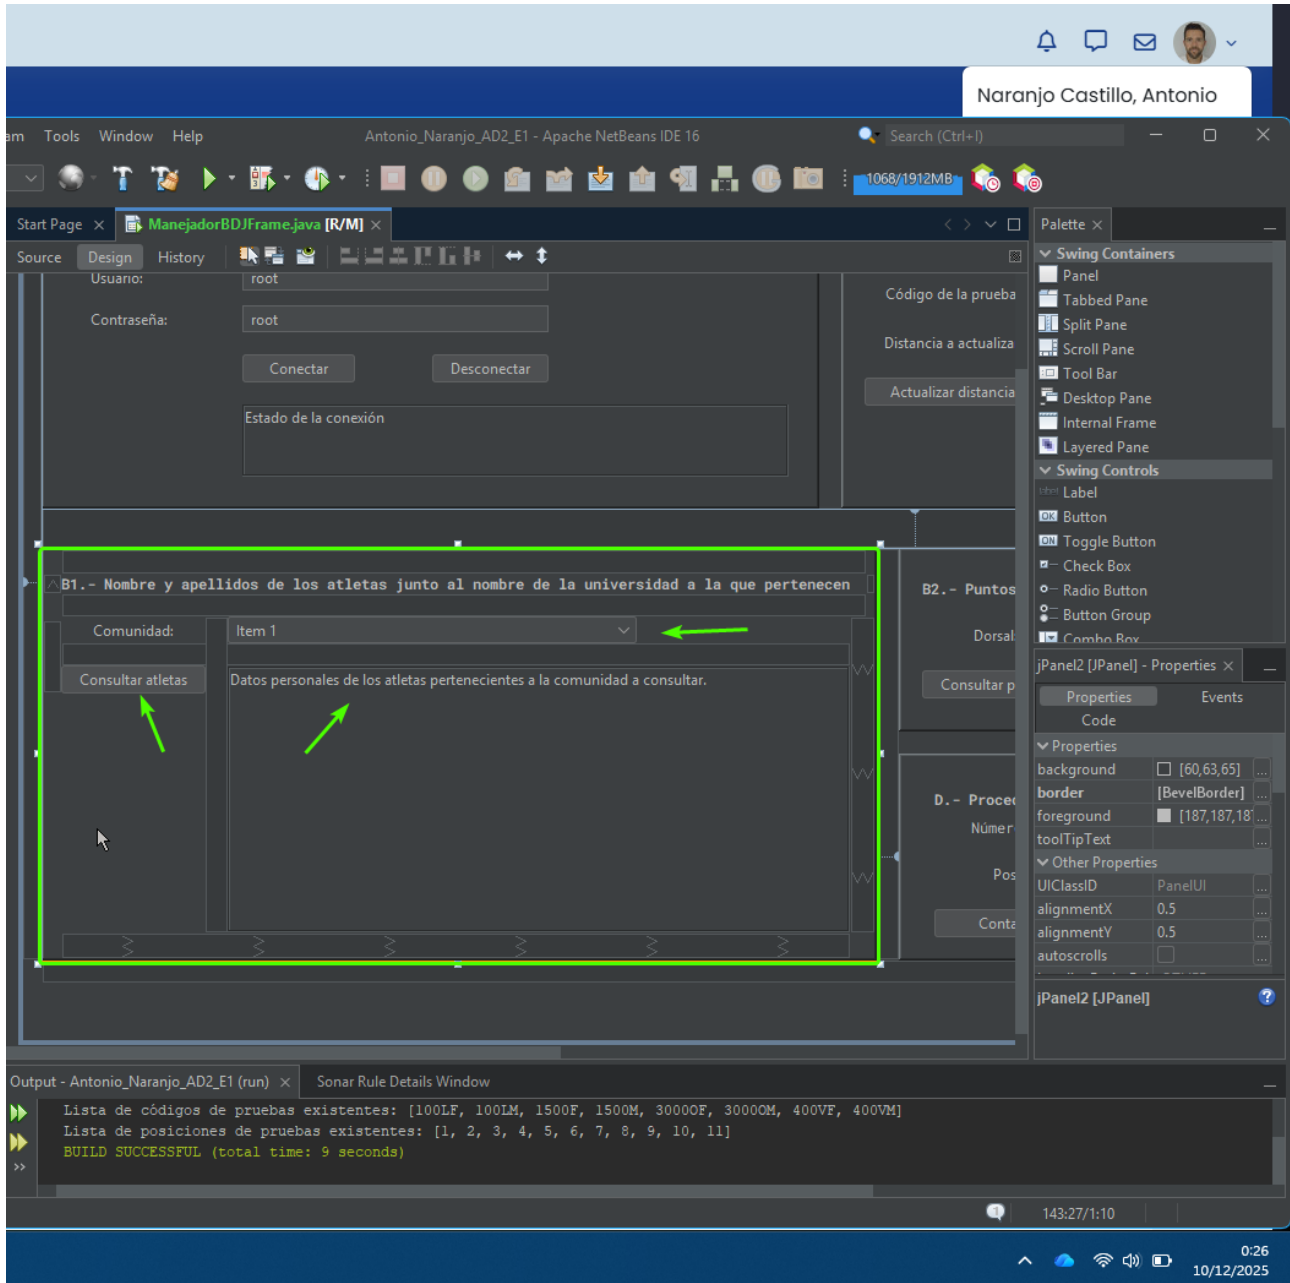 Naranjo Castillo, Antonio
am Tools Window Help
Antonio_Naranjo_AD2_E1 - Apache NetBeans IDE 16
Search (Ctrl+I)
1068/1912MB
Start Page
ManejadorBDJFrame.java [R/M]
Palette
Source Design History
Swing Containers
Panel
Tabbed Pane
Split Pane
Scroll Pane
Tool Bar
Desktop Pane
Internal Frame
Layered Pane
Swing Controls
label Label
OK Button
ON Toggle Button
Check Box
Radio Button
Button Group
Combo Box
Usuario: root
Contraseña: root
Conectar Desconectar
Estado de la conexión
Código de la prueba
Distancia a actualiza
Actualizar distancia
B1.- Nombre y apellidos de los atletas junto al nombre de la universidad a la que pertenecen
Comunidad: Item 1
Consultar atletas
Datos personales de los atletas pertenecientes a la comunidad a consultar.
B2.- Puntos
Dorsal:
Consultar p
D.- Proced
Númer
Pos
Conta
jPanel2 [JPanel] - Properties
Properties Events
Code
Properties
background [60,63,65] ...
border [BevelBorder] ...
foreground [187,187,18 ...
toolTipText ...
Other Properties
UIClassID PanelUI ...
alignmentX 0.5 ...
alignmentY 0.5 ...
autoscrolls ...
jPanel2 [JPanel]
Output - Antonio_Naranjo_AD2_E1 (run)
Sonar Rule Details Window
Lista de códigos de pruebas existentes: [100LF, 100LM, 1500F, 1500M, 3000OF, 3000OM, 400VF, 400VM]
Lista de posiciones de pruebas existentes: [1, 2, 3, 4, 5, 6, 7, 8, 9, 10, 11]
BUILD SUCCESSFUL (total time: 9 seconds)
1
143:27/1:10
0:26
10/12/2025